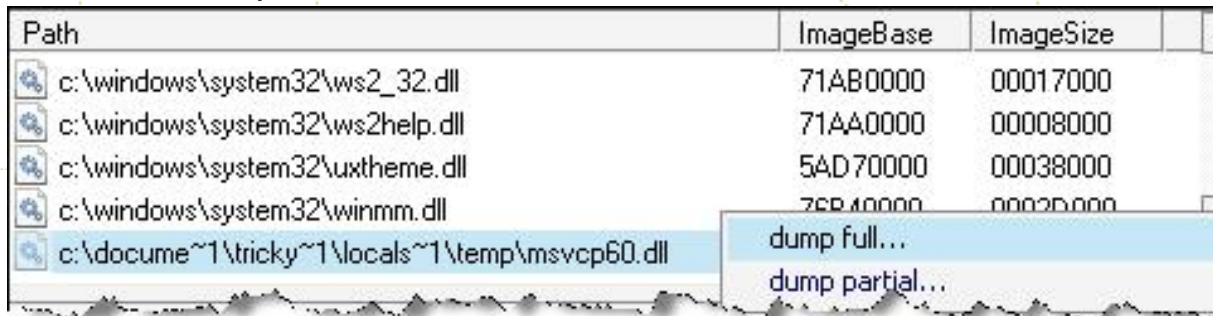 Path ImageBase ImageSize
c:\windows\system32\ws2_32.dll 71AB0000 00017000
c:\windows\system32\ws2help.dll 71AA0000 00008000
c:\windows\system32\uxtheme.dll 5AD70000 00038000
c:\windows\system32\winmm.dll 76B40000 0002D000
c:\docume~1\tricky~1\locals~1\temp\msvcp60.dll
dump full...
dump partial...